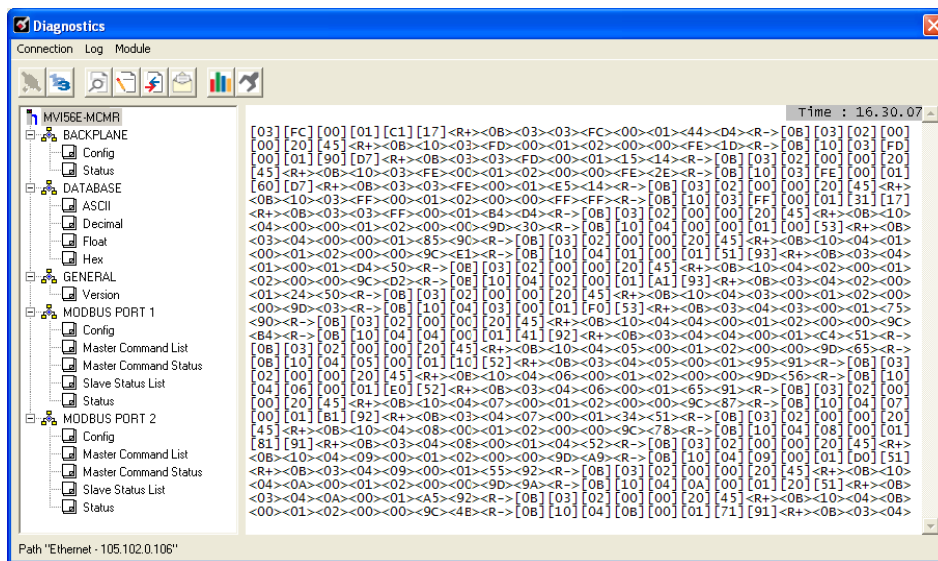 Diagnostics
Connection Log Module
MVI56E-MCMR
BACKPLANE
Config
Status
DATABASE
ASCII
Decimal
Float
Hex
GENERAL
Version
MODBUS PORT 1
Config
Master Command List
Master Command Status
Slave Status List
Status
MODBUS PORT 2
Config
Master Command List
Master Command Status
Slave Status List
Status
Time : 16.30.07
[03][FC][00][01][C1][17]<R+><0B><03><03><FC><00><01><44><D4><R->[0B][03][02][00]
[00][20][45]<R+><0B><10><03><FD><00><01><02><00><00><FE><1D><R->[0B][10][03][FD]
[00][01][90][D7]<R+><0B><03><03><FD><00><01><15><14><R->[0B][03][02][00][00][20]
[45]<R+><0B><10><03><FE><00><01><02><00><00><FE><2E><R->[0B][10][03][FE][00][01]
[60][D7]<R+><0B><03><03><FE><00><01><E5><14><R->[0B][03][02][00][00][20][45]<R+>
<0B><10><03><FF><00><01><02><00><00><FF><FF><R->[0B][10][03][FF][00][01][31][17]
<R+><0B><03><03><FF><00><01><B4><D4><R->[0B][03][02][00][00][20][45]<R+><0B><10>
<04><00><00><01><02><00><00><9D><30><R->[0B][10][04][00][00][01][00][53]<R+><0B>
<03><04><00><00><01><85><90><R->[0B][03][02][00][00][20][45]<R+><0B><10><04><01>
<00><01><02><00><00><9C><E1><R->[0B][10][04][01][00][01][51][93]<R+><0B><03><04>
<01><00><01><D4><50><R->[0B][03][02][00][00][20][45]<R+><0B><10><04><02><00><01>
<02><00><00><9C><D2><R->[0B][10][04][02][00][01][A1][93]<R+><0B><03><04><02><00>
<01><24><50><R->[0B][03][02][00][00][20][45]<R+><0B><10><04><03><00><01><02><00>
<00><9D><03><R->[0B][10][04][03][00][01][F0][53]<R+><0B><03><04><03><00><01><75>
<90><R->[0B][03][02][00][00][20][45]<R+><0B><10><04><04><00><01><02><00><00><9C>
<B4><R->[0B][10][04][04][00][01][41][92]<R+><0B><03><04><04><00><01><C4><51><R->
[0B][03][02][00][00][20][45]<R+><0B><10><04><05><00><01><02><00><00><9D><65><R->
[0B][10][04][05][00][01][10][52]<R+><0B><03><04><05><00><01><95><91><R->[0B][03]
[02][00][00][20][45]<R+><0B><10><04><06><00><01><02><00><00><9D><56><R->[0B][10]
[04][06][00][01][E0][52]<R+><0B><03><04><06><00><01><65><91><R->[0B][03][02][00]
[00][20][45]<R+><0B><10><04><07><00><01><02><00><00><9C><87><R->[0B][10][04][07]
[00][01][B1][92]<R+><0B><03><04><07><00><01><34><51><R->[0B][03][02][00][00][20]
[45]<R+><0B><10><04><08><00><01><02><00><00><9C><78><R->[0B][10][04][08][00][01]
[81][91]<R+><0B><03><04><08><00><01><04><52><R->[0B][03][02][00][00][20][45]<R+>
<0B><10><04><09><00><01><02><00><00><9D><A9><R->[0B][10][04][09][00][01][D0][51]
<R+><0B><03><04><09><00><01><55><92><R->[0B][03][02][00][00][20][45]<R+><0B><10>
<04><0A><00><01><02><00><00><9D><9A><R->[0B][10][04][0A][00][01][20][51]<R+><0B>
<03><04><0A><00><01><A5><92><R->[0B][03][02][00][00][20][45]<R+><0B><10><04><0B>
<00><01><02><00><00><9C><4B><R->[0B][10][04][0B][00][01][71][91]<R+><0B><03><04>
Path "Ethernet - 105.102.0.106"